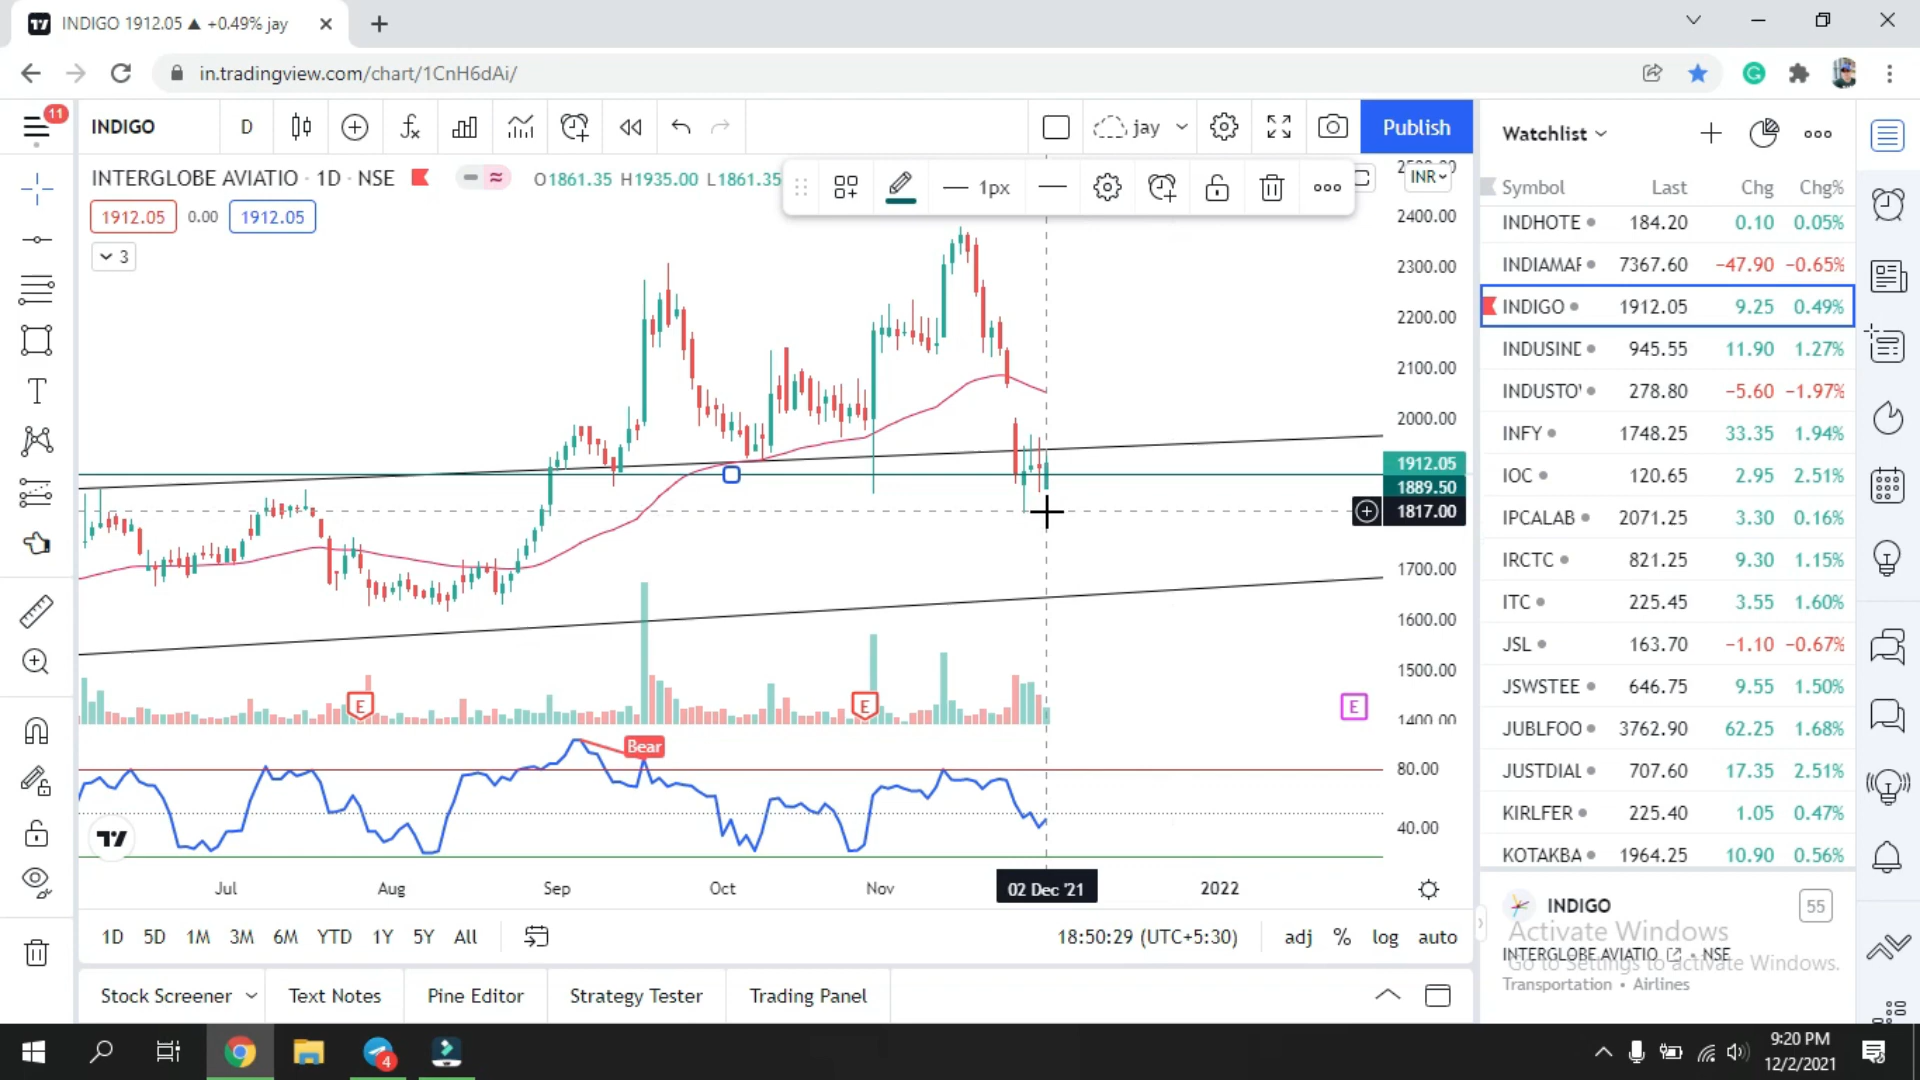 INDIGO 1912.05 ▲ +0.49% jay
in.tradingview.com/chart/1CnH6dAi/
11
INDIGO D jay Publish
INTERGLOBE AVIATIO · 1D · NSE O1861.35 H1935.00 L1861.35
1px
INR
1912.05 0.00 1912.05
3
2400.00
2300.00
2200.00
2100.00
2000.00
1912.05
1889.50
1817.00
1700.00
1600.00
1500.00
1400.00
E E E
Bear
80.00
40.00
Jul Aug Sep Oct Nov 02 Dec '21 2022
1D 5D 1M 3M 6M YTD 1Y 5Y All
18:50:29 (UTC+5:30) adj % log auto
Stock Screener Text Notes Pine Editor Strategy Tester Trading Panel
Watchlist
Symbol Last Chg Chg%
INDHOTE 184.20 0.10 0.05%
INDIAMAR 7367.60 −47.90 −0.65%
INDIGO 1912.05 9.25 0.49%
INDUSIND 945.55 11.90 1.27%
INDUSTO 278.80 −5.60 −1.97%
INFY 1748.25 33.35 1.94%
IOC 120.65 2.95 2.51%
IPCALAB 2071.25 3.30 0.16%
IRCTC 821.25 9.30 1.15%
ITC 225.45 3.55 1.60%
JSL 163.70 −1.10 −0.67%
JSWSTEE 646.75 9.55 1.50%
JUBLFOO 3762.90 62.25 1.68%
JUSTDIAL 707.60 17.35 2.51%
KIRLFER 225.40 1.05 0.47%
KOTAKBA 1964.25 10.90 0.56%
INDIGO 55
Activate Windows
INTERGLOBE AVIATIO • NSE
Go to Settings to activate Windows.
Transportation • Airlines
4
9:20 PM
12/2/2021